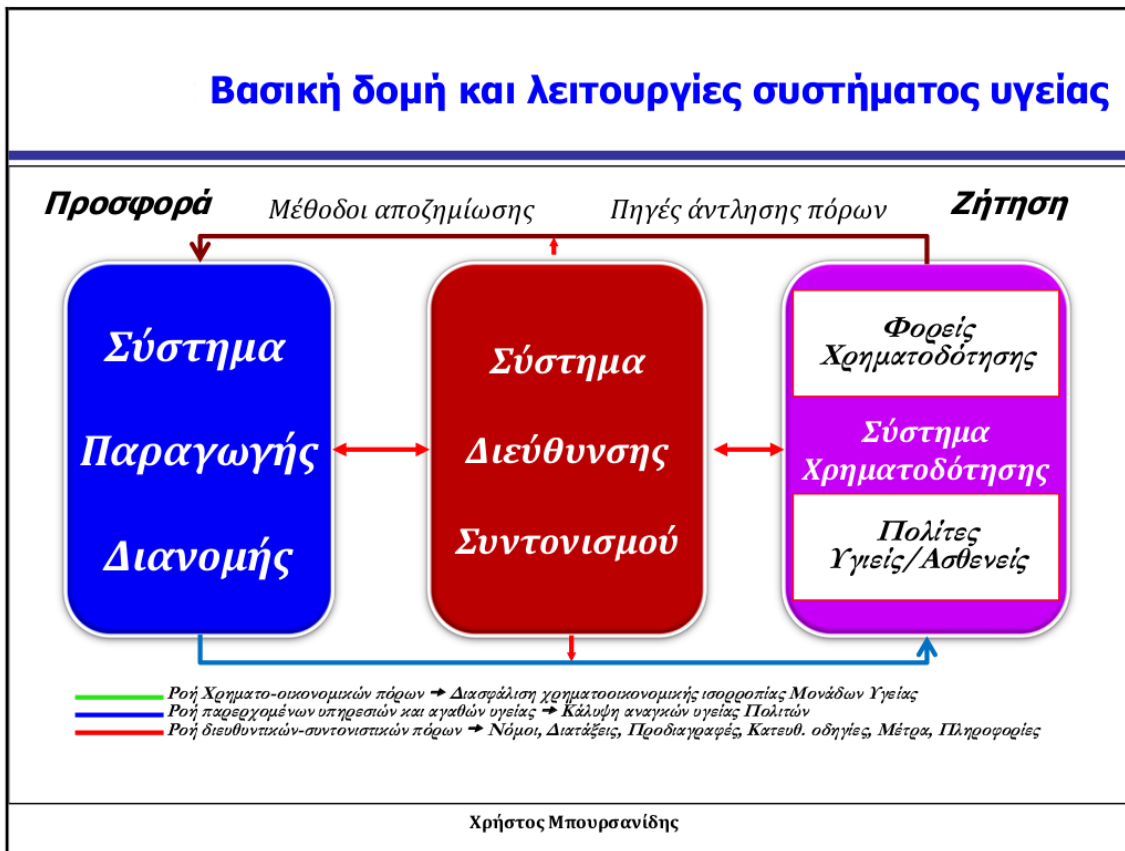 Βασική δομή και λειτουργίες συστήματος υγείας
Προσφορά
Μέθοδοι αποζημίωσης
Πηγές άντλησης πόρων
Ζήτηση
Σύστημα
Παραγωγής
Διανομής
Σύστημα
Διεύθυνσης
Συντονισμού
Φορείς
Χρηματοδότησης
Σύστημα
Χρηματοδότησης
Πολίτες
Υγιείς/Ασθενείς
Ροή Χρηματο-οικονομικών πόρων → Διασφάλιση χρηματοοικονομικής ισορροπίας Μονάδων Υγείας
Ροή παρερχομένων υπηρεσιών και αγαθών υγείας → Κάλυψη αναγκών υγείας Πολιτών
Ροή διευθυντικών-συντονιστικών πόρων → Νόμοι, Διατάξεις, Προδιαγραφές, Κατευθ. οδηγίες, Μέτρα, Πληροφορίες
Χρήστος Μπουρσανίδης